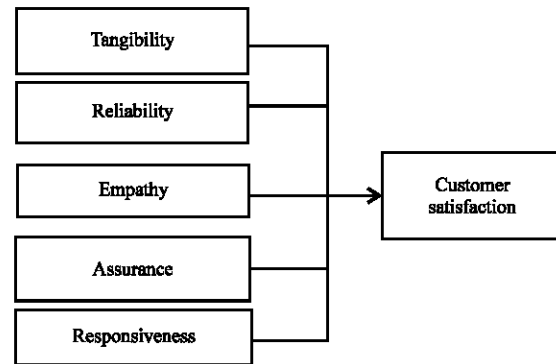 Tangibility
Reliability
Empathy
Assurance
Responsiveness
Customer
satisfaction